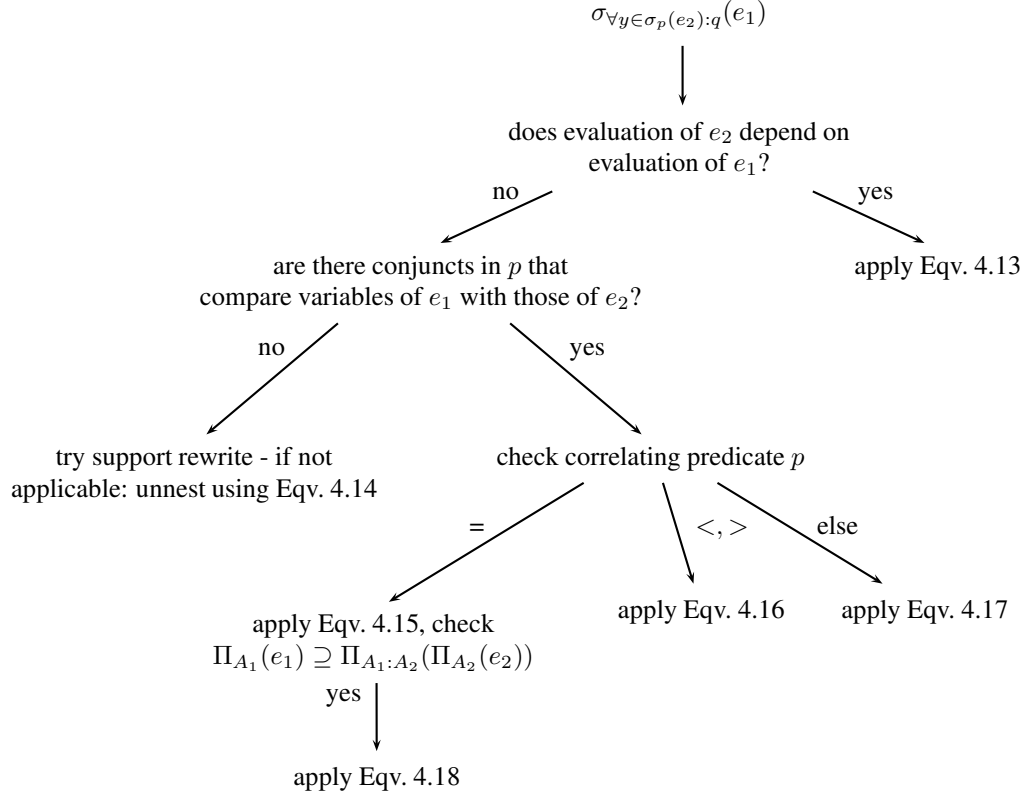 σ∀y∈σp(e2):q(e1)
does evaluation of e2 depend on
evaluation of e1?
no
yes
are there conjuncts in p that
compare variables of e1 with those of e2?
apply Eqv. 4.13
no
yes
try support rewrite - if not
applicable: unnest using Eqv. 4.14
check correlating predicate p
=
<, >
else
apply Eqv. 4.15, check
ΠA1(e1) ⊇ ΠA1:A2(ΠA2(e2))
apply Eqv. 4.16
apply Eqv. 4.17
yes
apply Eqv. 4.18